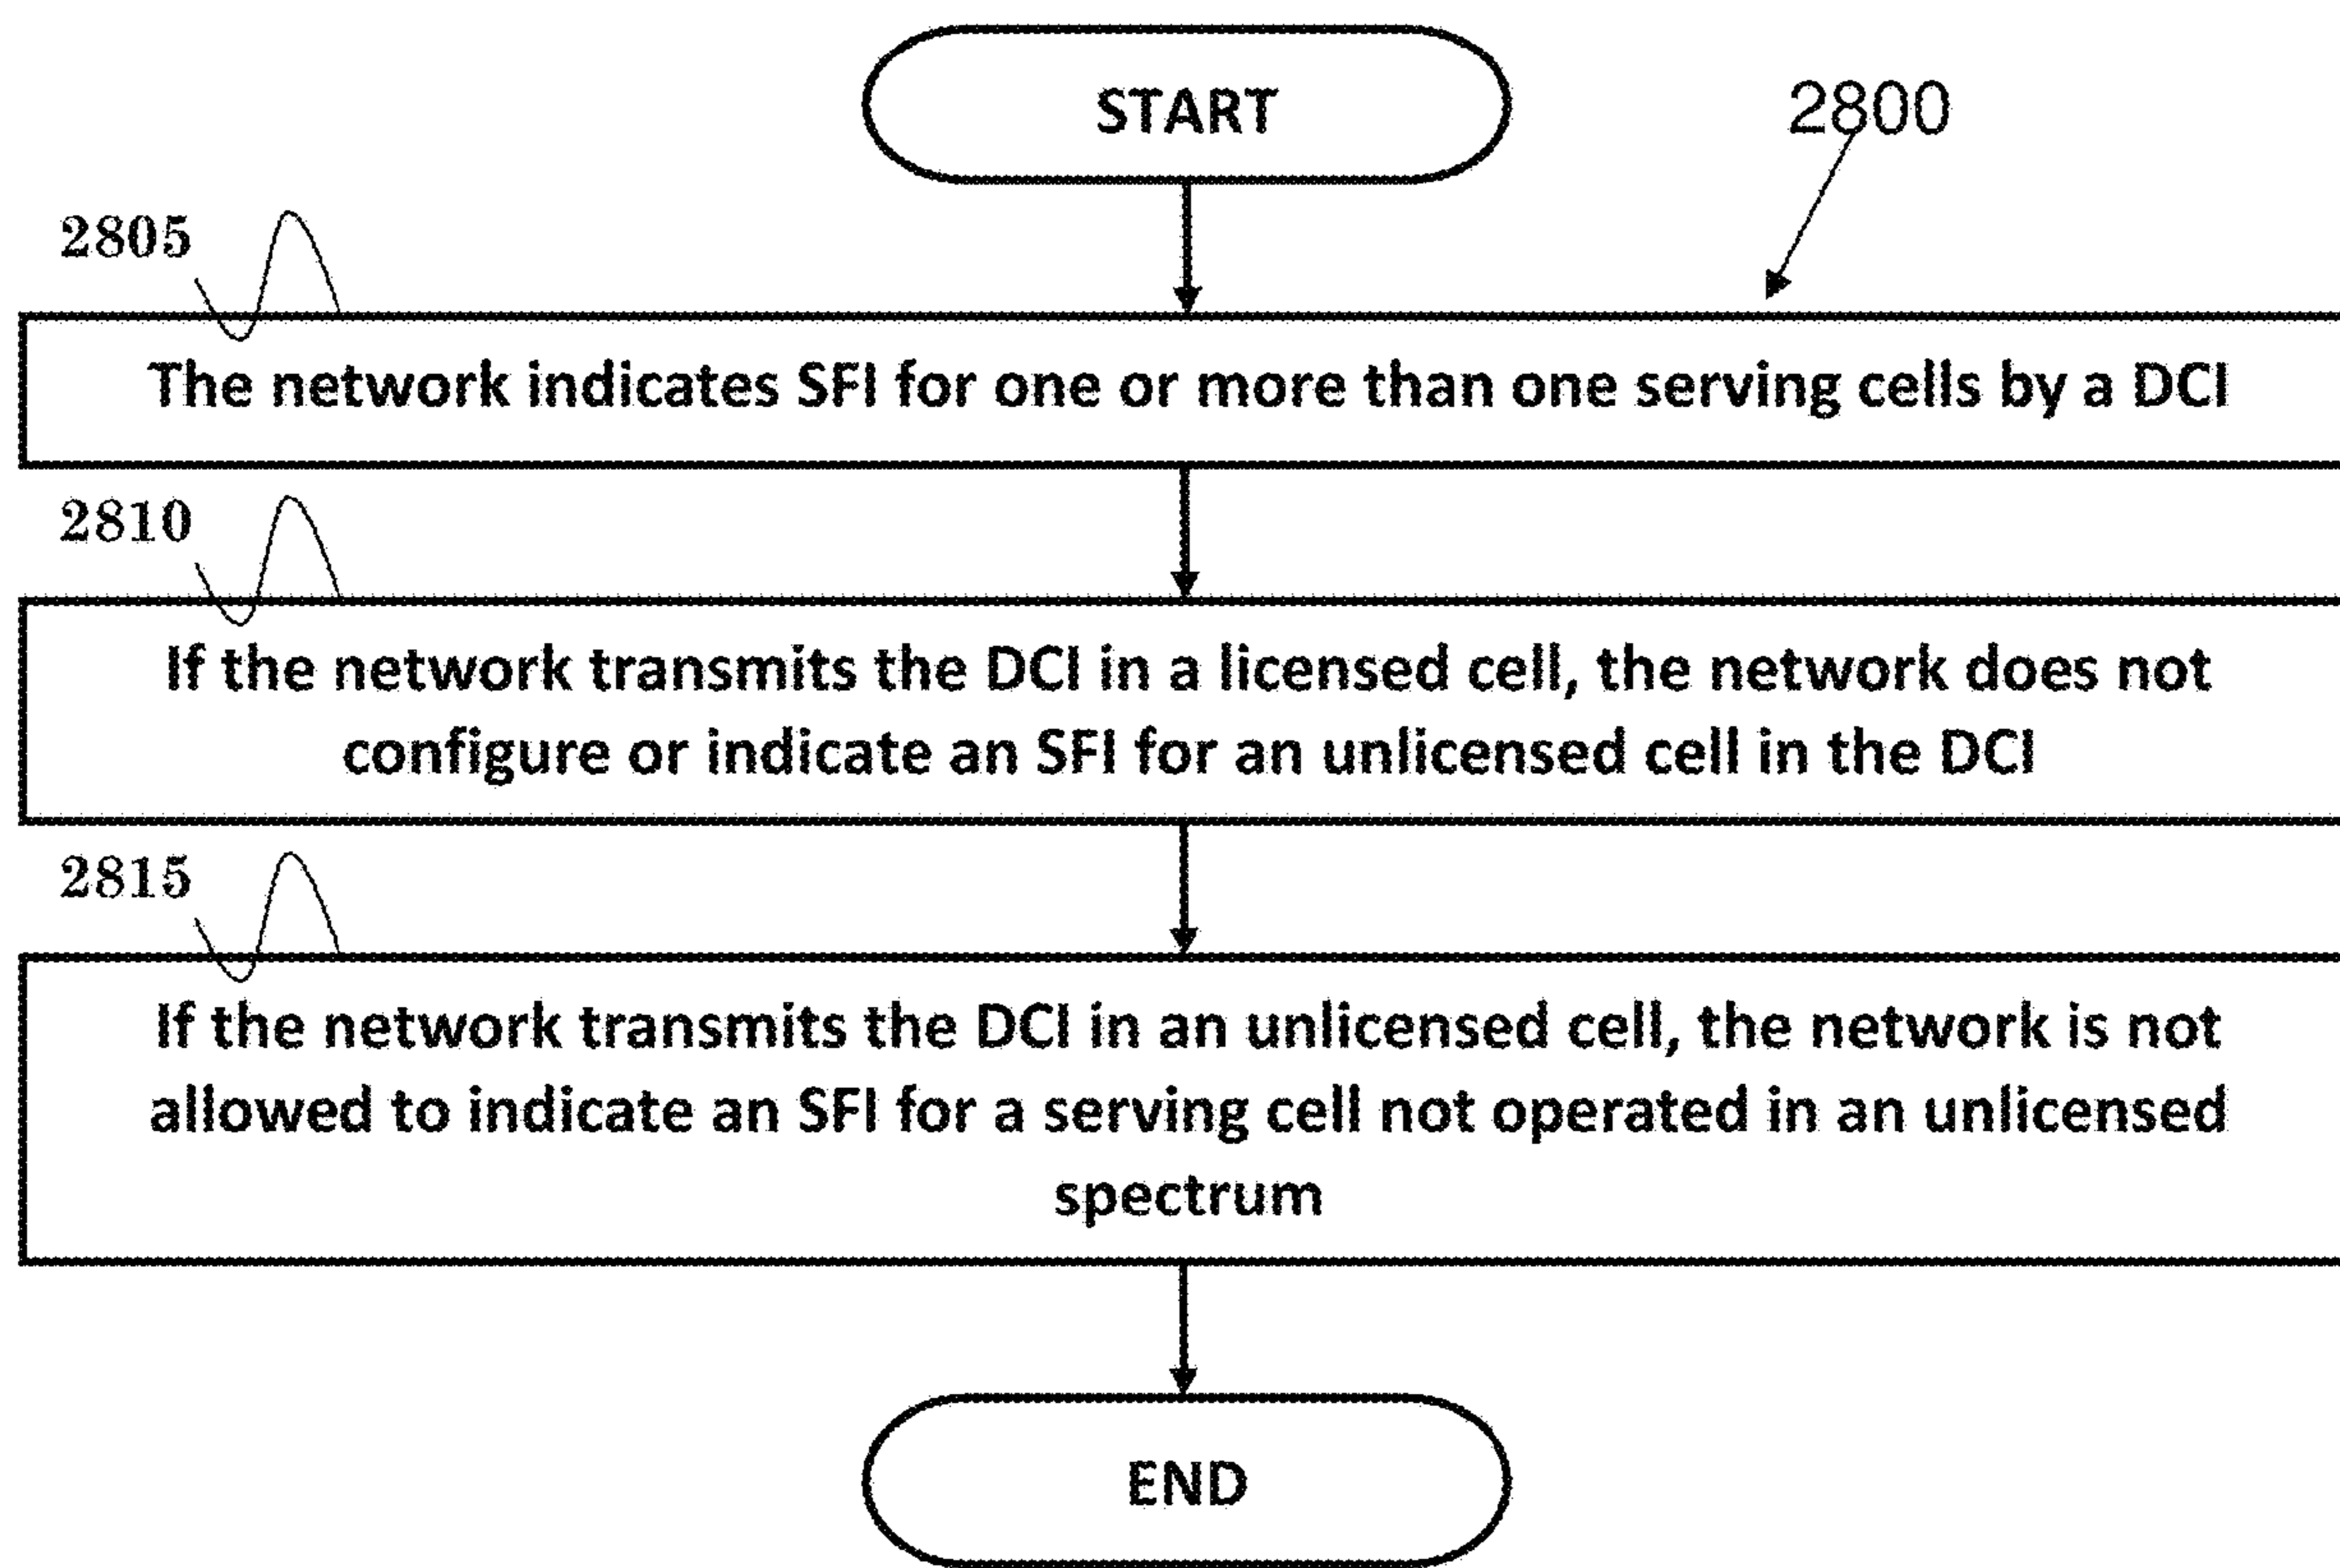 START
2800
2805
The network indicates SFI for one or more than one serving cells by a DCI
2810
If the network transmits the DCI in a licensed cell, the network does not
configure or indicate an SFI for an unlicensed cell in the DCI
2815
If the network transmits the DCI in an unlicensed cell, the network is not
allowed to indicate an SFI for a serving cell not operated in an unlicensed
spectrum
END